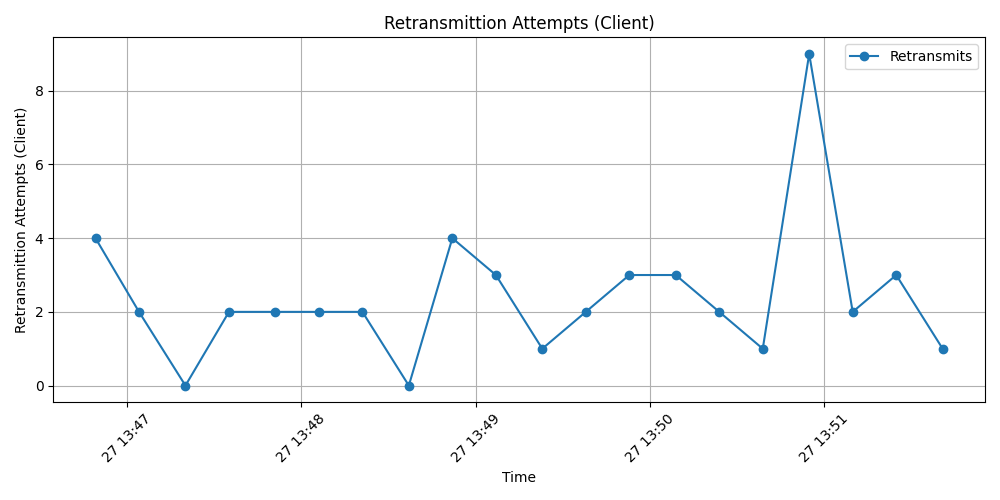 Retransmittion Attempts (Client)
Retransmits
Retransmittion Attempts (Client)
8
6
4
2
0
27 13:47
27 13:48
27 13:49
27 13:50
27 13:51
Time